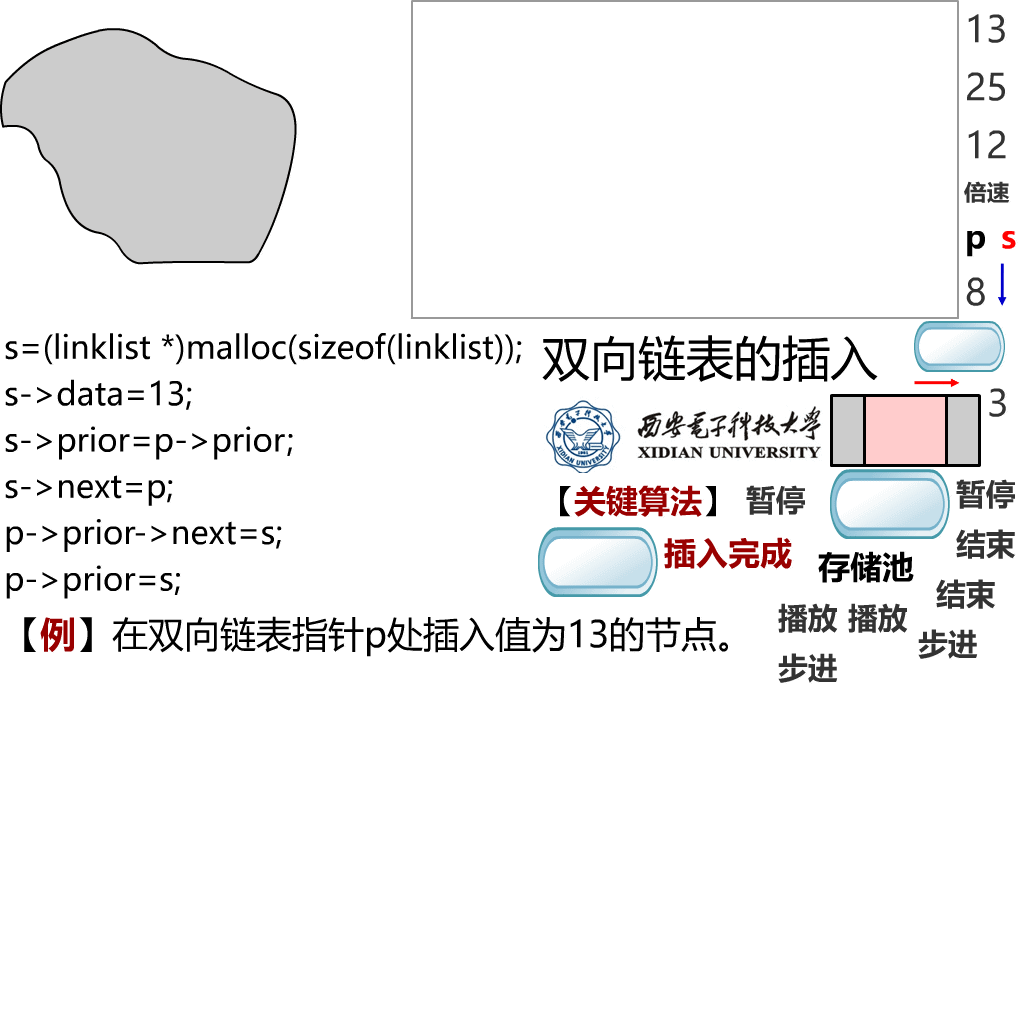 13
25
12
倍速
p s
8
s=(linklist *)malloc(sizeof(linklist));
s->data=13;
s->prior=p->prior;
s->next=p;
p->prior->next=s;
p->prior=s;
双向链表的插入
3
西安电子科技大学
XIDIAN UNIVERSITY
【关键算法】
暂停
暂停
插入完成
结束
存储池
结束
播放 播放
步进
步进
【例】在双向链表指针p处插入值为13的节点。